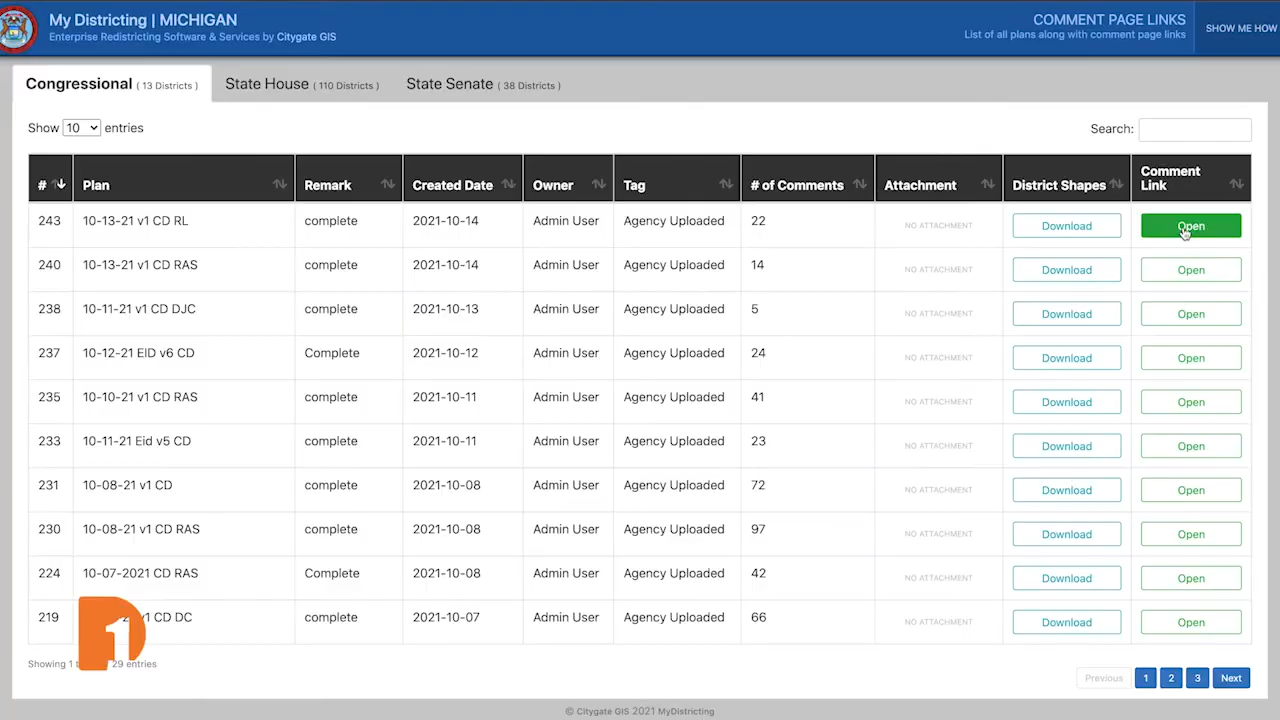 My Districting | MICHIGAN
Enterprise Redistricting Software & Services by Citygate GIS
COMMENT PAGE LINKS
List of all plans along with comment page links
SHOW ME HOW
Congressional ( 13 Districts )
State House ( 110 Districts )
State Senate ( 38 Districts )
Show 10 entries
Search:
# Plan Remark Created Date Owner Tag # of Comments Attachment District Shapes Comment Link
243 10-13-21 v1 CD RL complete 2021-10-14 Admin User Agency Uploaded 22 NO ATTACHMENT Download Open
240 10-13-21 v1 CD RAS complete 2021-10-14 Admin User Agency Uploaded 14 NO ATTACHMENT Download Open
238 10-11-21 v1 CD DJC complete 2021-10-13 Admin User Agency Uploaded 5 NO ATTACHMENT Download Open
237 10-12-21 EID v6 CD Complete 2021-10-12 Admin User Agency Uploaded 24 NO ATTACHMENT Download Open
235 10-10-21 v1 CD RAS complete 2021-10-11 Admin User Agency Uploaded 41 NO ATTACHMENT Download Open
233 10-11-21 Eid v5 CD complete 2021-10-11 Admin User Agency Uploaded 23 NO ATTACHMENT Download Open
231 10-08-21 v1 CD complete 2021-10-08 Admin User Agency Uploaded 72 NO ATTACHMENT Download Open
230 10-08-21 v1 CD RAS complete 2021-10-08 Admin User Agency Uploaded 97 NO ATTACHMENT Download Open
224 10-07-2021 CD RAS Complete 2021-10-08 Admin User Agency Uploaded 42 NO ATTACHMENT Download Open
219 v1 CD DC complete 2021-10-07 Admin User Agency Uploaded 66 NO ATTACHMENT Download Open
1
Showing 1 29 entries
Previous 1 2 3 Next
© Citygate GIS 2021 MyDistricting